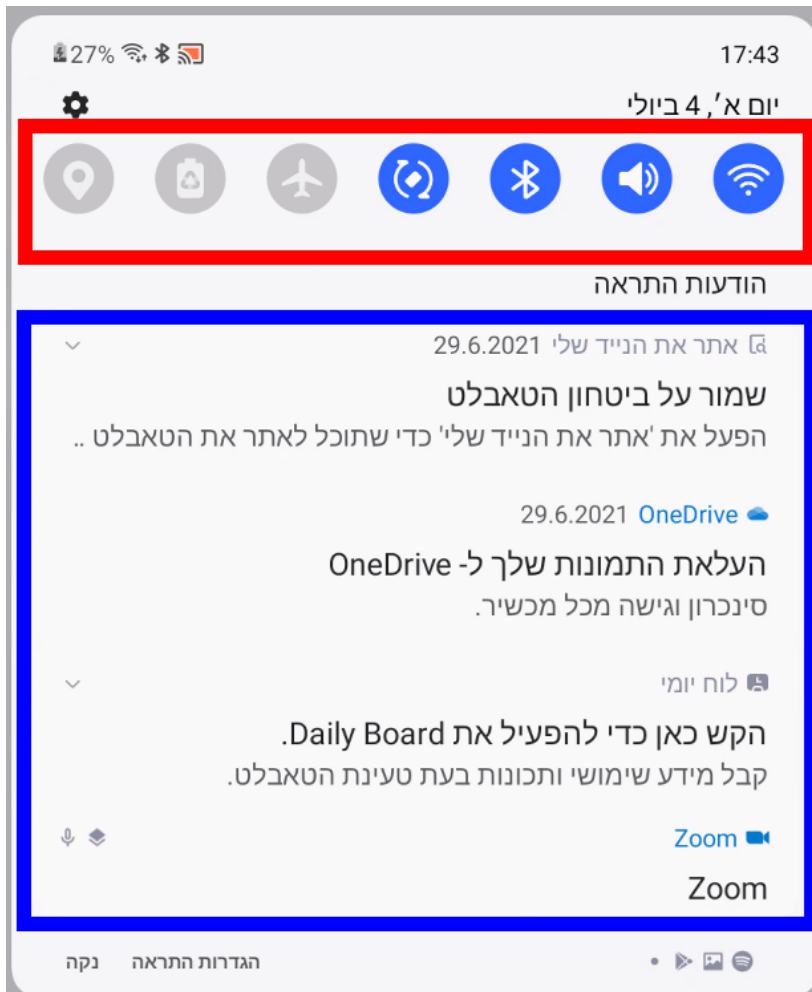 27% 17:43
יום א׳, 4 ביולי
הודעות התראה
אתר את הנייד שלי 29.6.2021
שמור על ביטחון הטאבלט
הפעל את 'אתר את הנייד שלי' כדי שתוכל לאתר את הטאבלט ..
OneDrive 29.6.2021
העלאת התמונות שלך ל- OneDrive
סינכרון וגישה מכל מכשיר.
לוח יומי
הקש כאן כדי להפעיל את Daily Board.
קבל מידע שימושי ותכונות בעת טעינת הטאבלט.
Zoom
Zoom
הגדרות התראה נקה